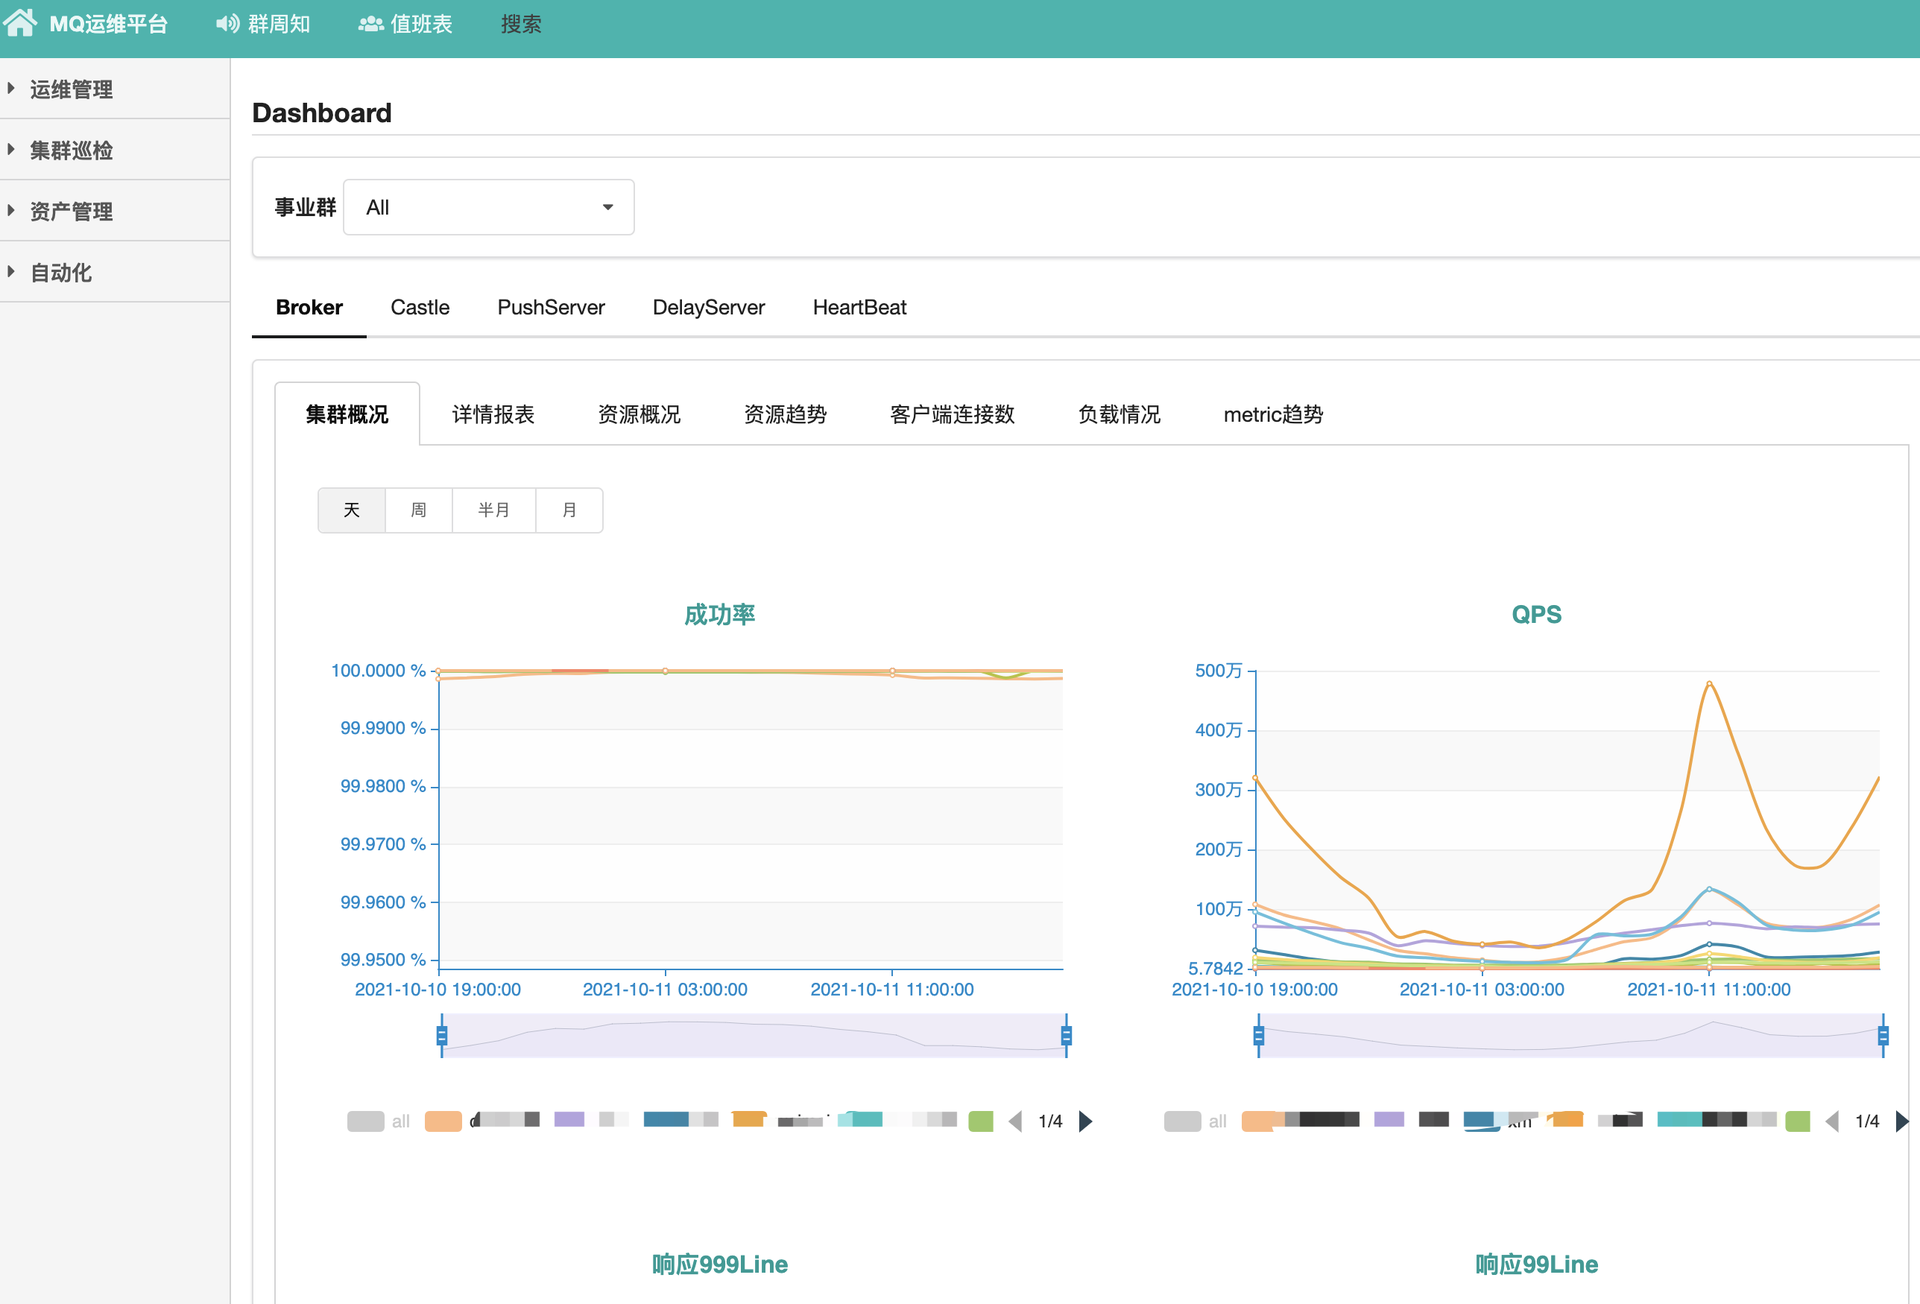 MQ运维平台 群周知 值班表 搜索
运维管理
集群巡检
资产管理
自动化
Dashboard
事业群 All
Broker Castle PushServer DelayServer HeartBeat
集群概况 详情报表 资源概况 资源趋势 客户端连接数 负载情况 metric趋势
天 周 半月 月
成功率
100.0000 %
99.9900 %
99.9800 %
99.9700 %
99.9600 %
99.9500 %
2021-10-10 19:00:00 2021-10-11 03:00:00 2021-10-11 11:00:00
all 1/4
QPS
500万
400万
300万
200万
100万
5.7842
2021-10-10 19:00:00 2021-10-11 03:00:00 2021-10-11 11:00:00
all 1/4
响应999Line
响应99Line